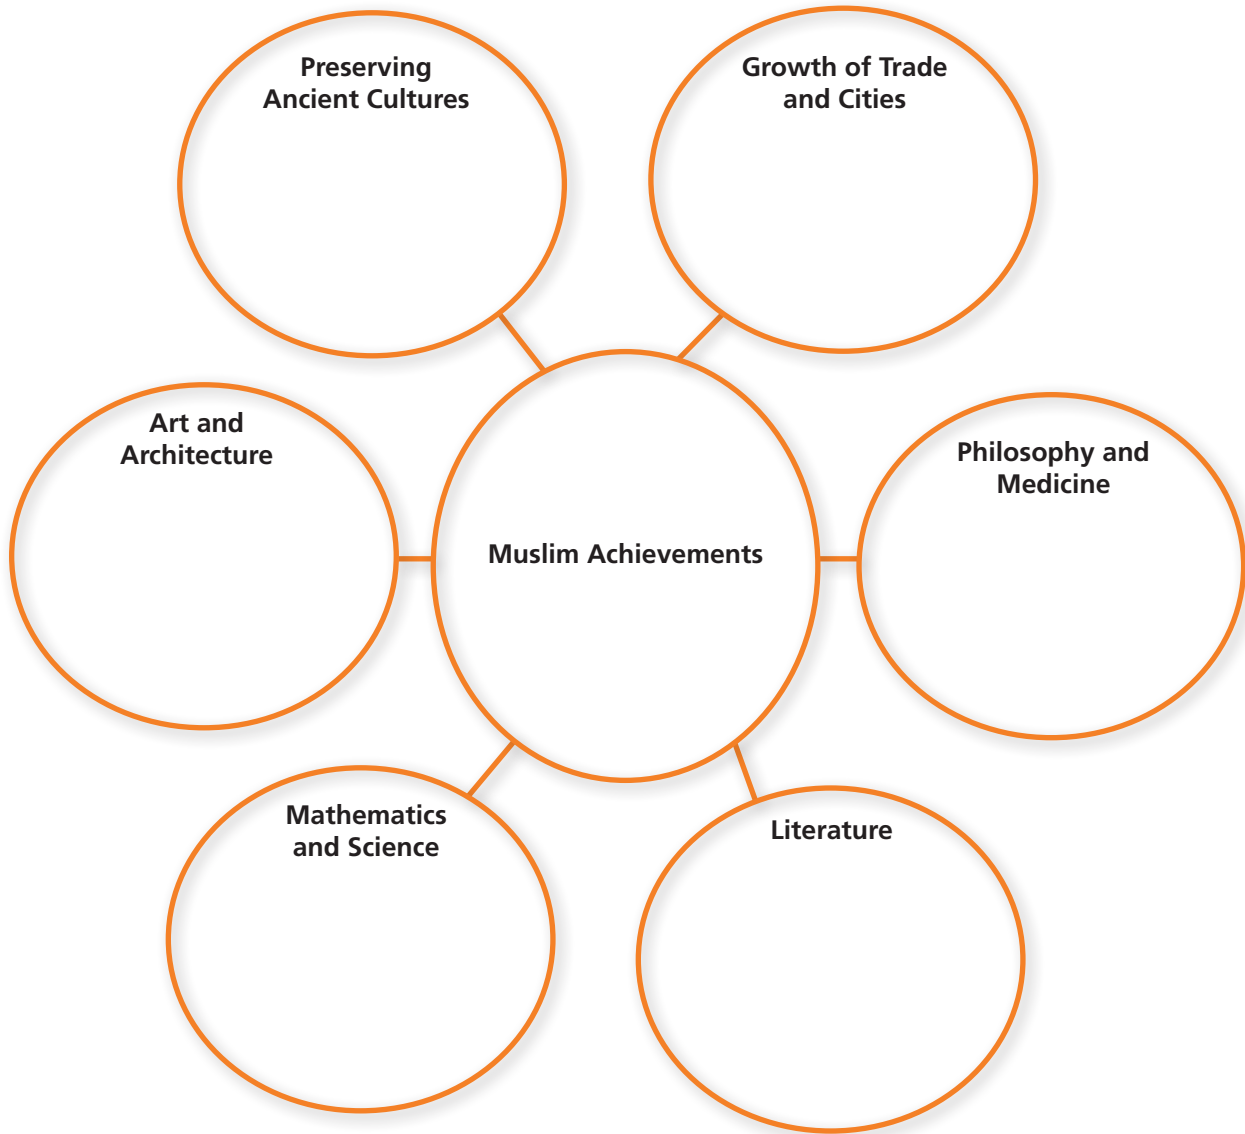 Preserving
Ancient Cultures
Growth of Trade
and Cities
Art and
Architecture
Philosophy and
Medicine
Muslim Achievements
Mathematics
and Science
Literature